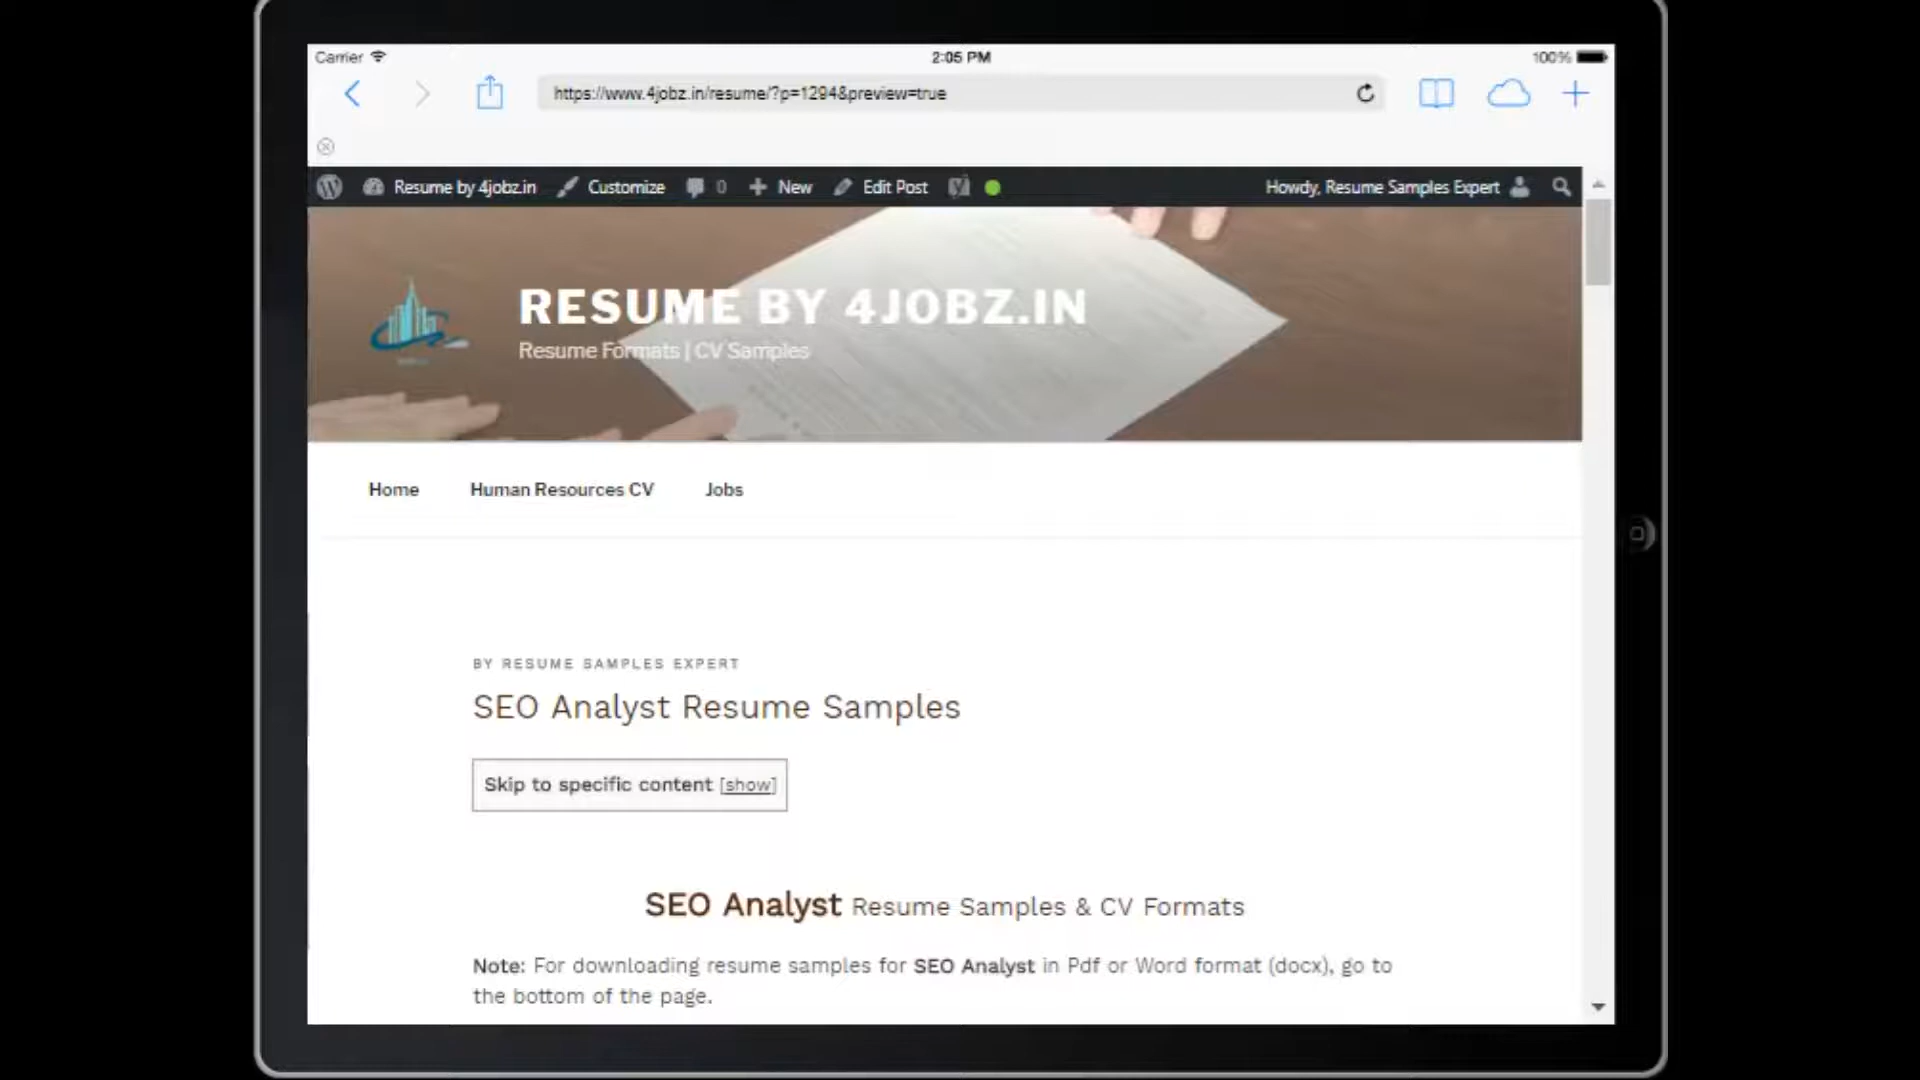 Carrier
2:05 PM
100%
https://www.4jobz.in/resume/?p=1294&preview=true
Resume by 4jobz.in Customize 0 New Edit Post Howdy, Resume Samples Expert
RESUME BY 4JOBZ.IN
Resume Formats | CV Samples
Home Human Resources CV Jobs
BY RESUME SAMPLES EXPERT
SEO Analyst Resume Samples
Skip to specific content [show]
SEO Analyst Resume Samples & CV Formats
Note: For downloading resume samples for SEO Analyst in Pdf or Word format (docx), go to
the bottom of the page.